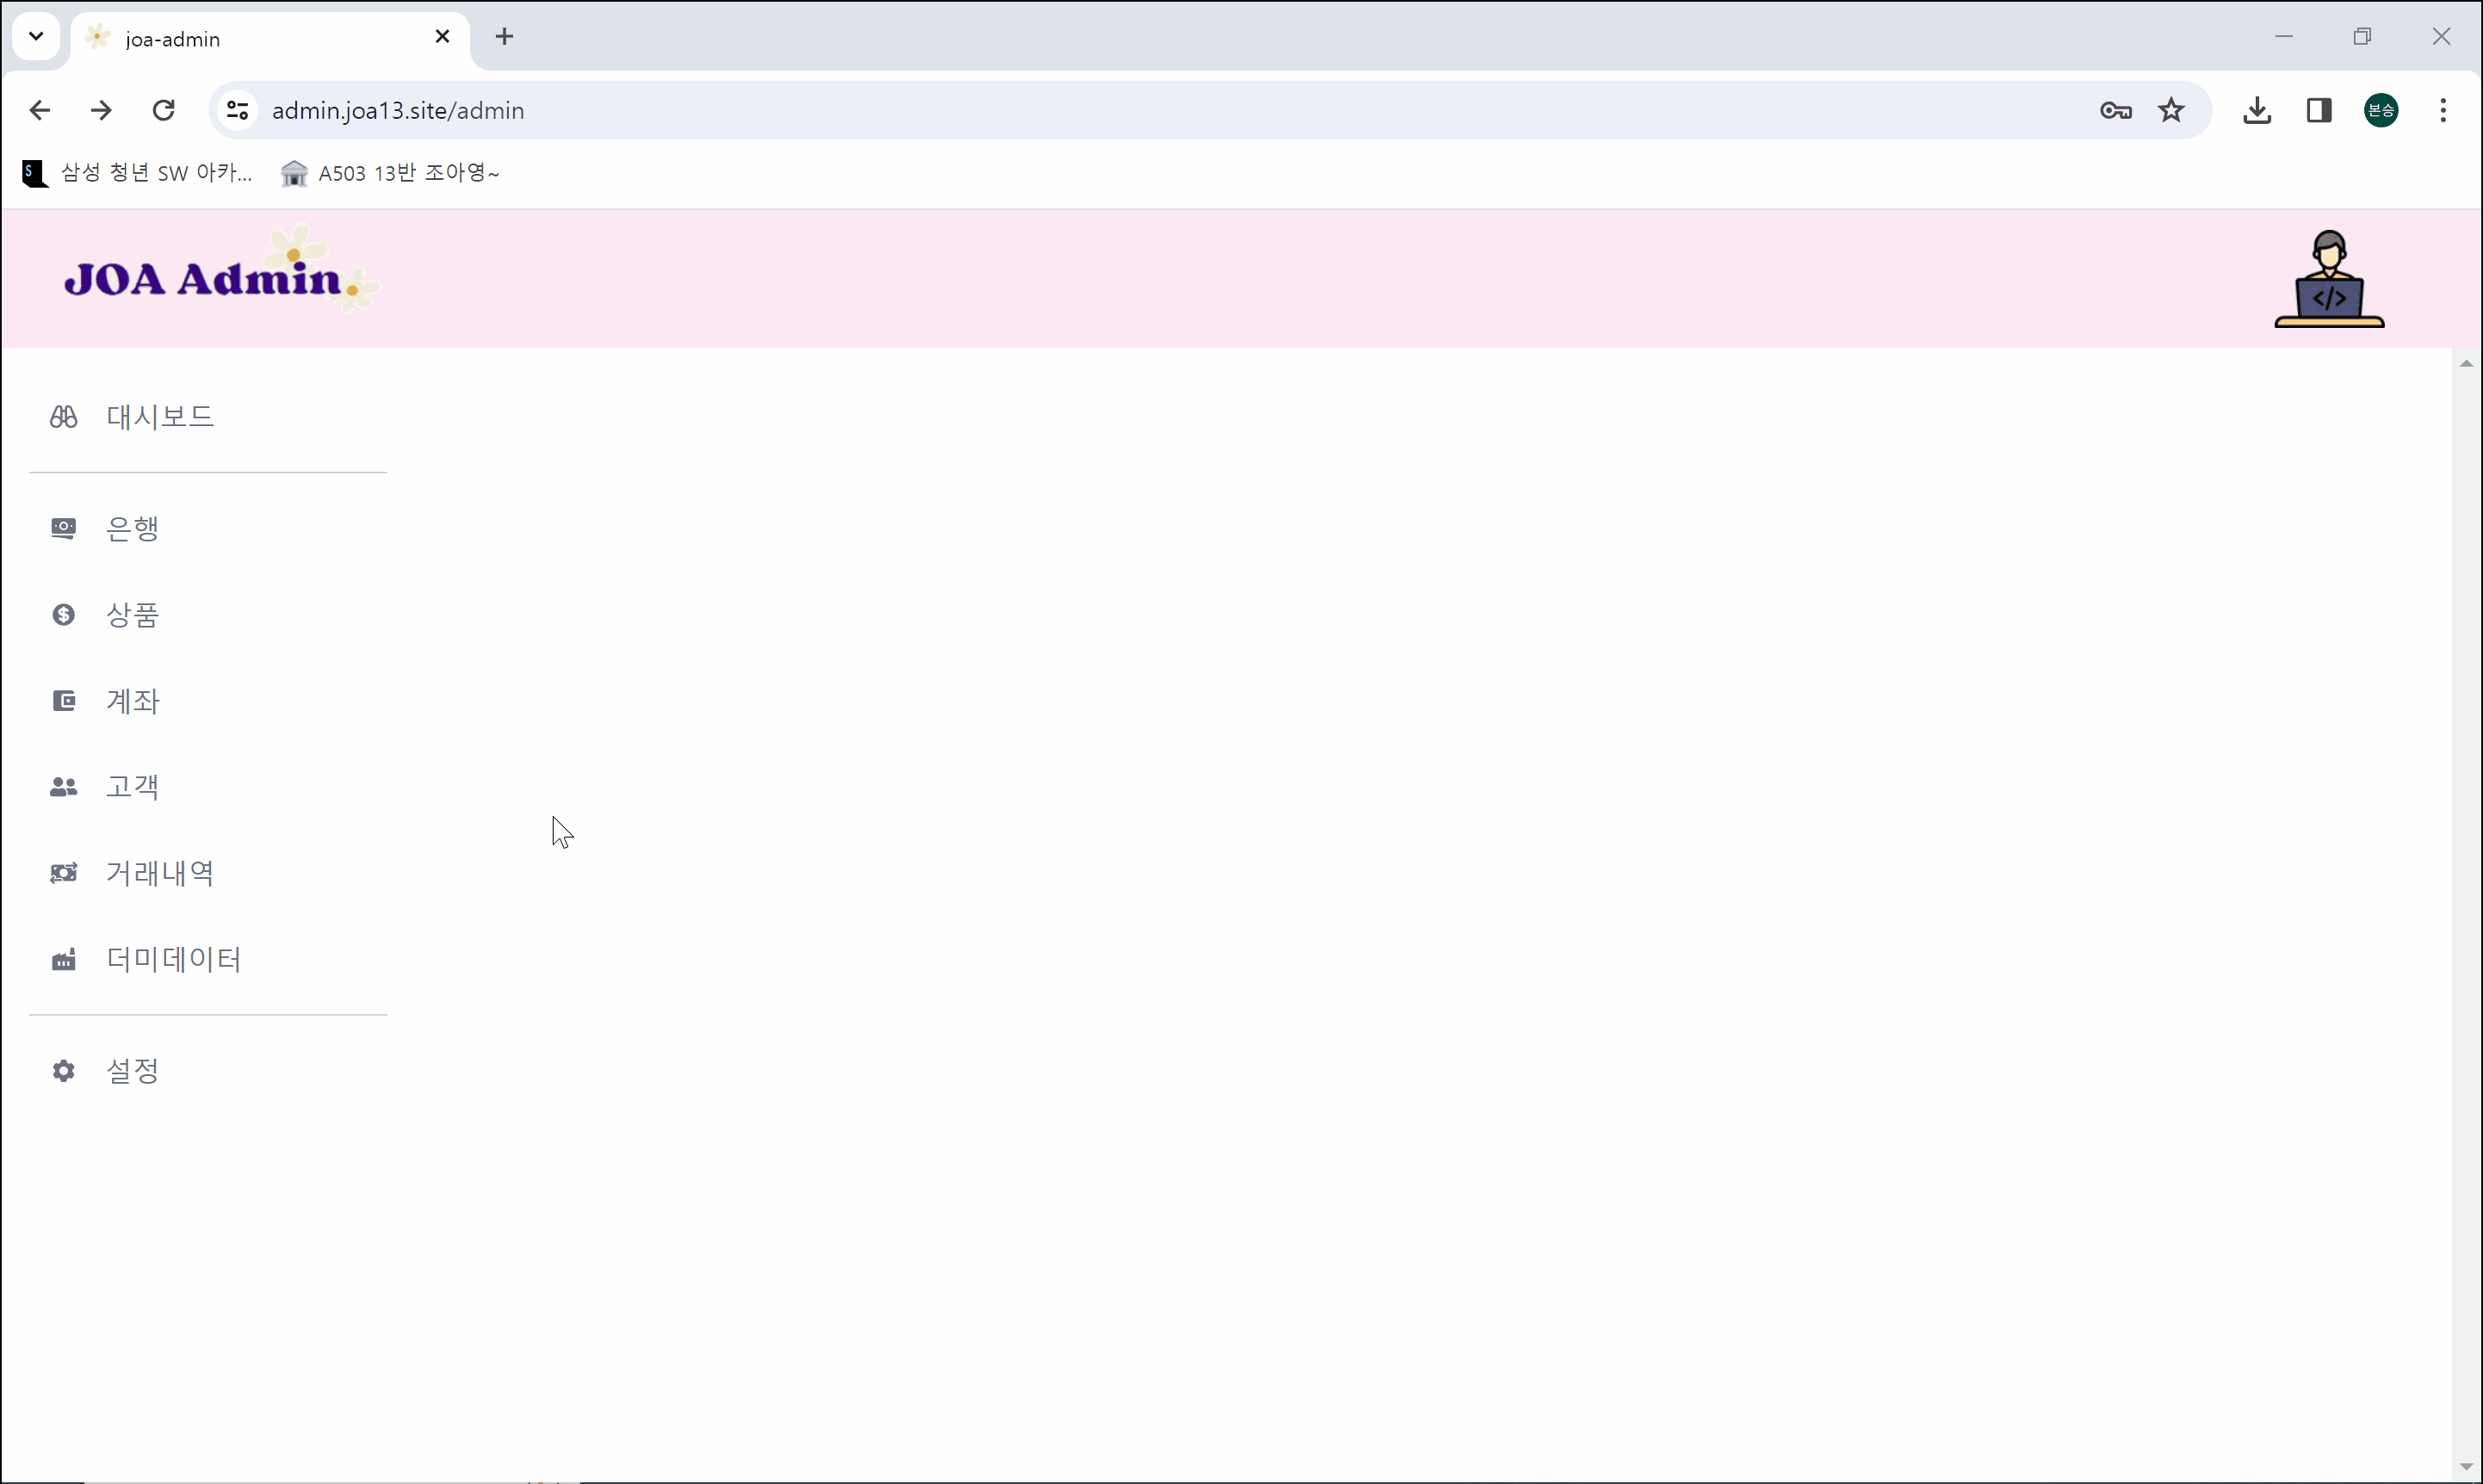 joa-admin
admin.joa13.site/admin
본승
삼성 청년 SW 아카... A503 13반 조아영~
JOA Admin
</>
대시보드
은행
상품
계좌
고객
거래내역
더미데이터
설정